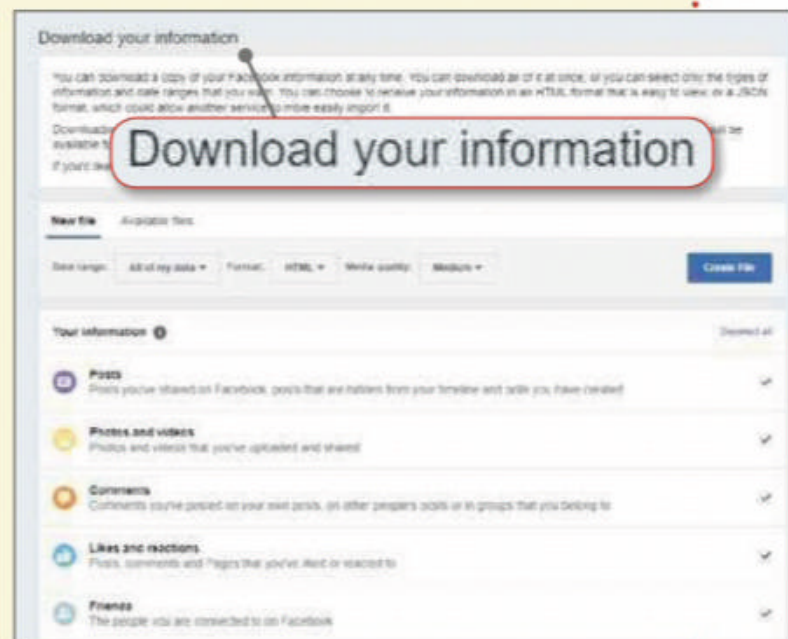 Download your information
You can download a copy of your Facebook information at any time. You can download all of it at once, or you can select only the types of
information and date ranges that you want. You can choose to receive your information in an HTML format that is easy to view, or a JSON
format, which could allow another service to more easily import it.
Downloading
be
available
Download your information
If you'd
New file Available files
Date range: All of my data Format: HTML Media quality: Medium Create File
Your information Deselect all
Posts
Posts you've shared on Facebook, posts that are hidden from your timeline and polls you have created
Photos and videos
Photos and videos that you've uploaded and shared
Comments
Comments you've posted on your own posts, on other people's posts or in groups that you belong to
Likes and reactions
Posts, comments and Pages that you've liked or reacted to
Friends
The people you are connected to on Facebook